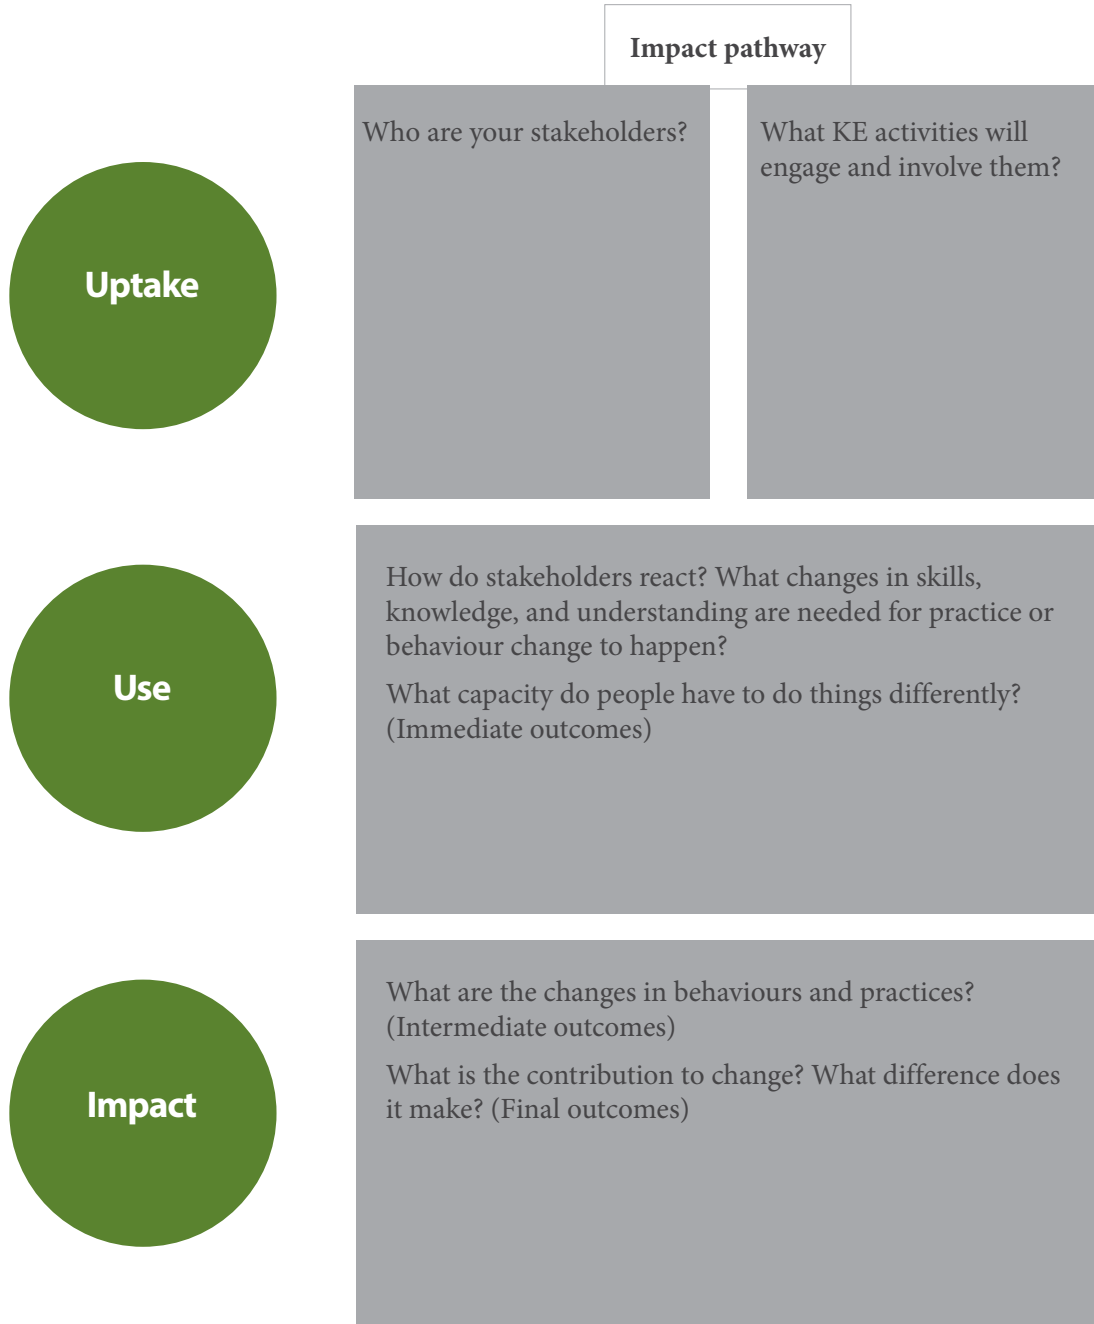 Impact pathway
Who are your stakeholders?
What KE activities will
engage and involve them?
Uptake
How do stakeholders react? What changes in skills,
knowledge, and understanding are needed for practice or
behaviour change to happen?
What capacity do people have to do things differently?
(Immediate outcomes)
Use
What are the changes in behaviours and practices?
(Intermediate outcomes)
What is the contribution to change? What difference does
it make? (Final outcomes)
Impact